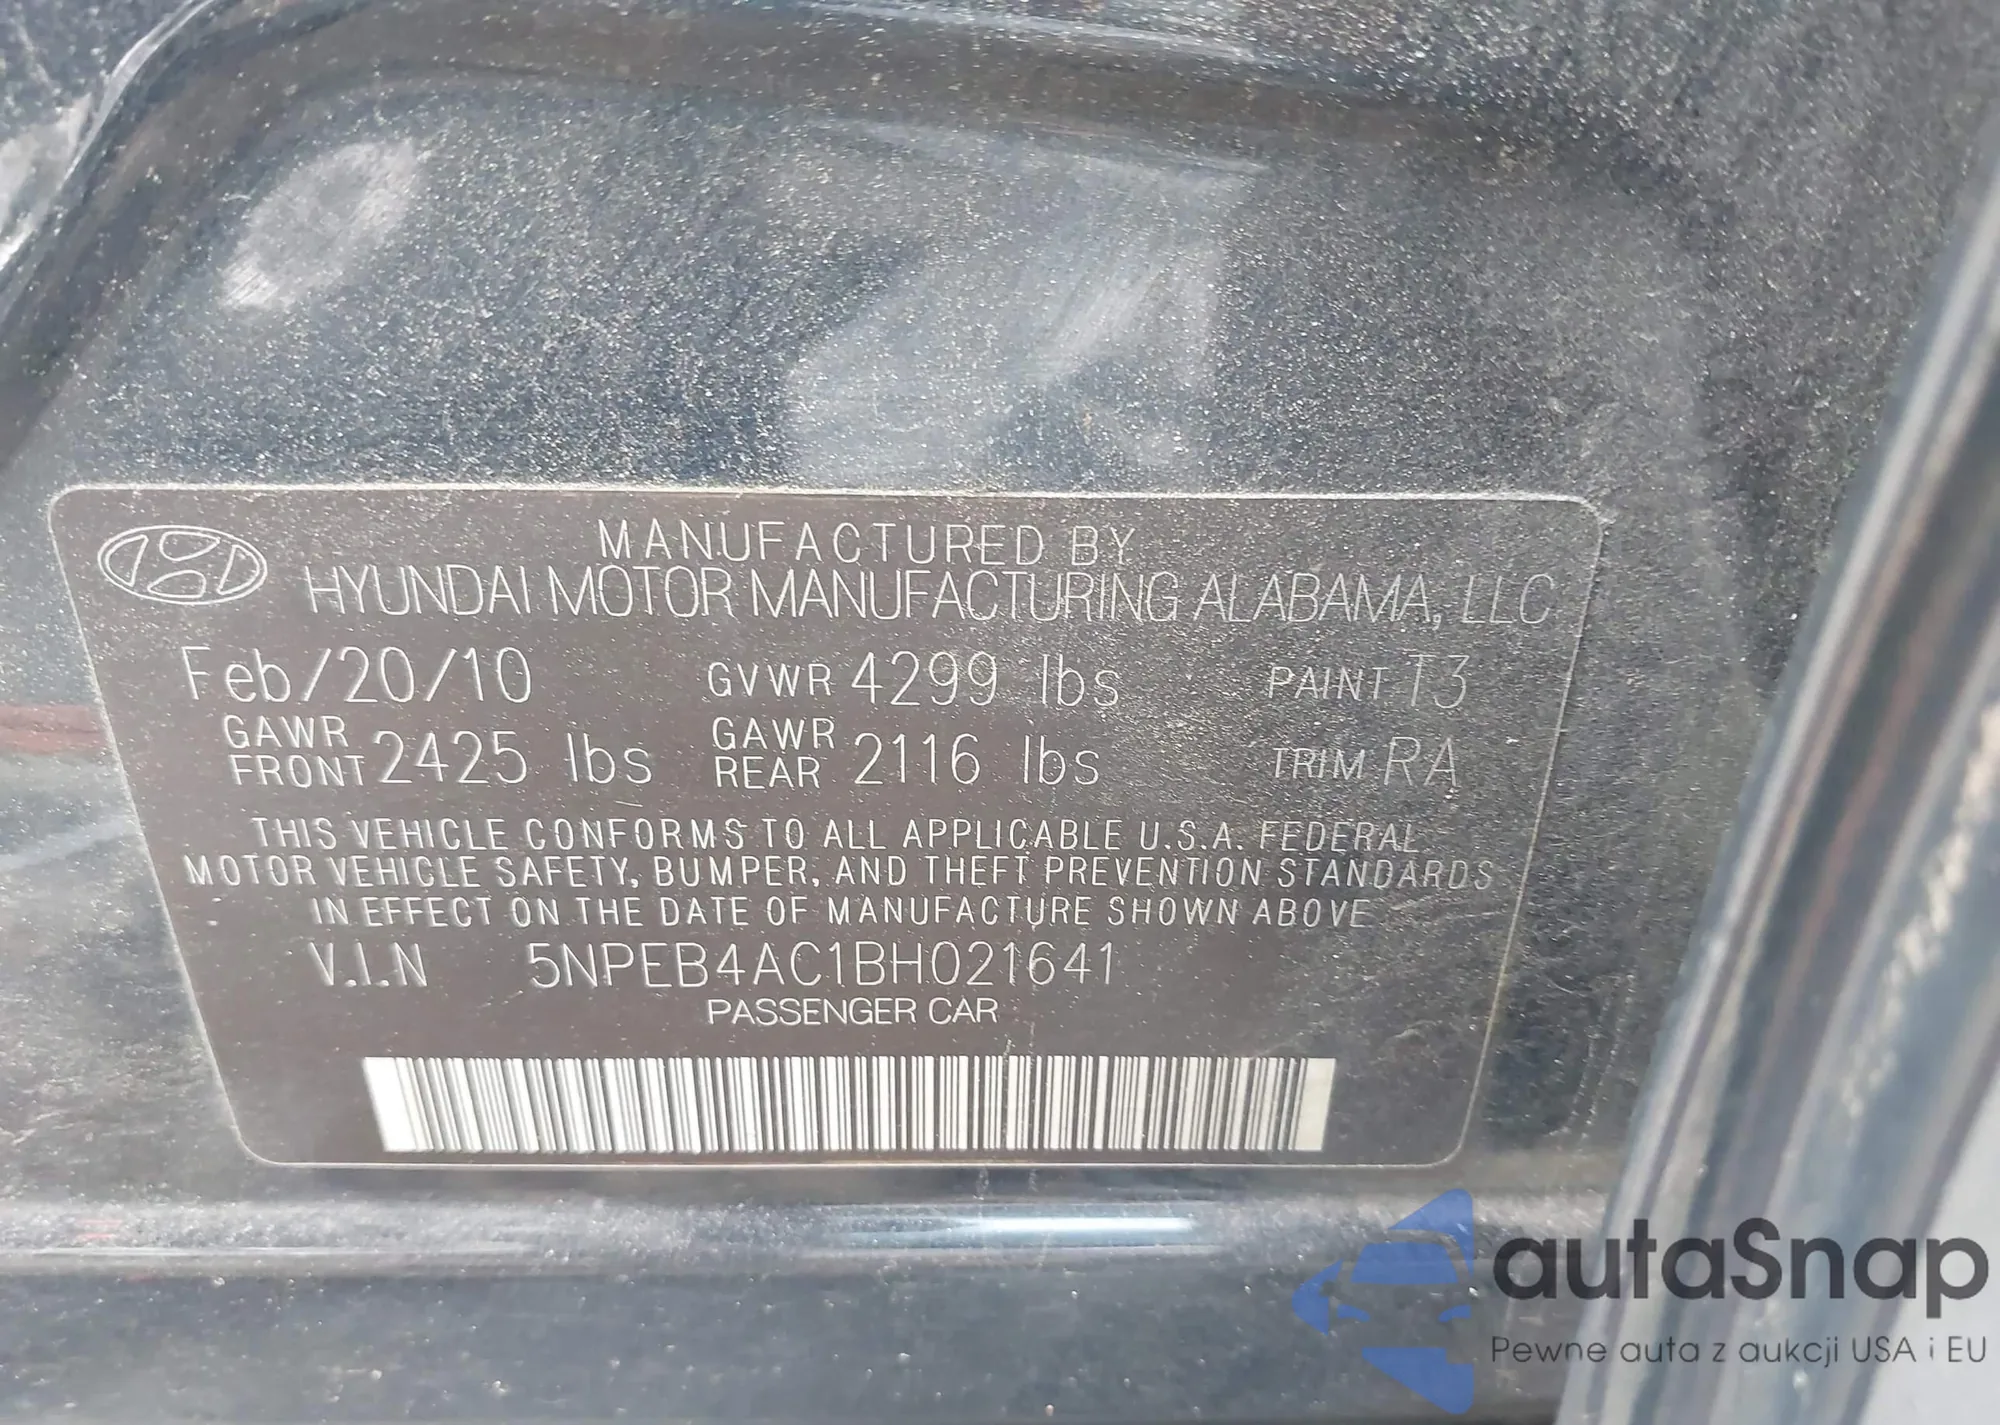 MANUFACTURED BY
HYUNDAI MOTOR MANUFACTURING ALABAMA, LLC
Feb/20/10 GVWR 4299 lbs PAINT T3
GAWR FRONT 2425 lbs GAWR REAR 2116 lbs TRIM RA
THIS VEHICLE CONFORMS TO ALL APPLICABLE U.S.A. FEDERAL
MOTOR VEHICLE SAFETY, BUMPER, AND THEFT PREVENTION STANDARDS
IN EFFECT ON THE DATE OF MANUFACTURE SHOWN ABOVE
V.I.N 5NPEB4AC1BH021641
PASSENGER CAR
autaSnap
Pewne auta z aukcji USA i EU